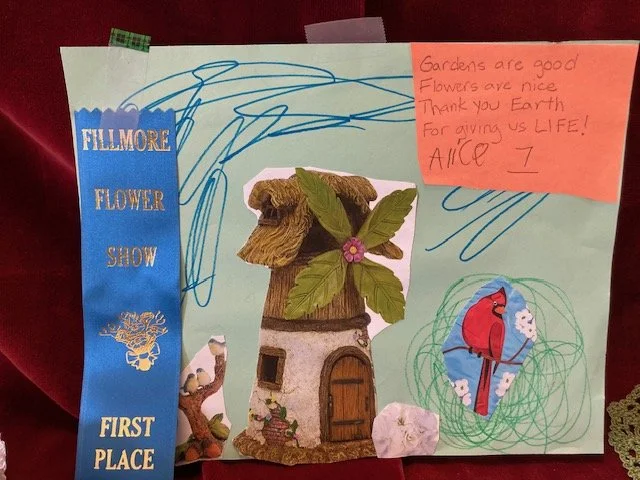 FILLMORE
FLOWER
SHOW
FIRST
PLACE
Gardens are good
Flowers are nice
Thank you Earth
For giving us LIFE!
Alice 7